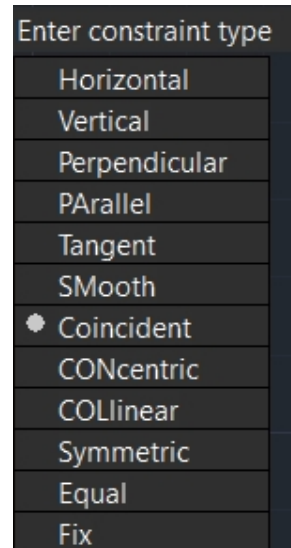 Enter constraint type
Horizontal
Vertical
Perpendicular
PArallel
Tangent
SMooth
Coincident
CONcentric
COLlinear
Symmetric
Equal
Fix